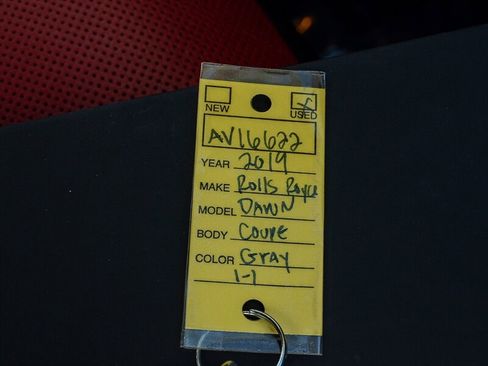 NEW USED
AV16622
YEAR 2019
MAKE Rolls Royce
MODEL DAWN
BODY Coupe
COLOR GRAY
1-1